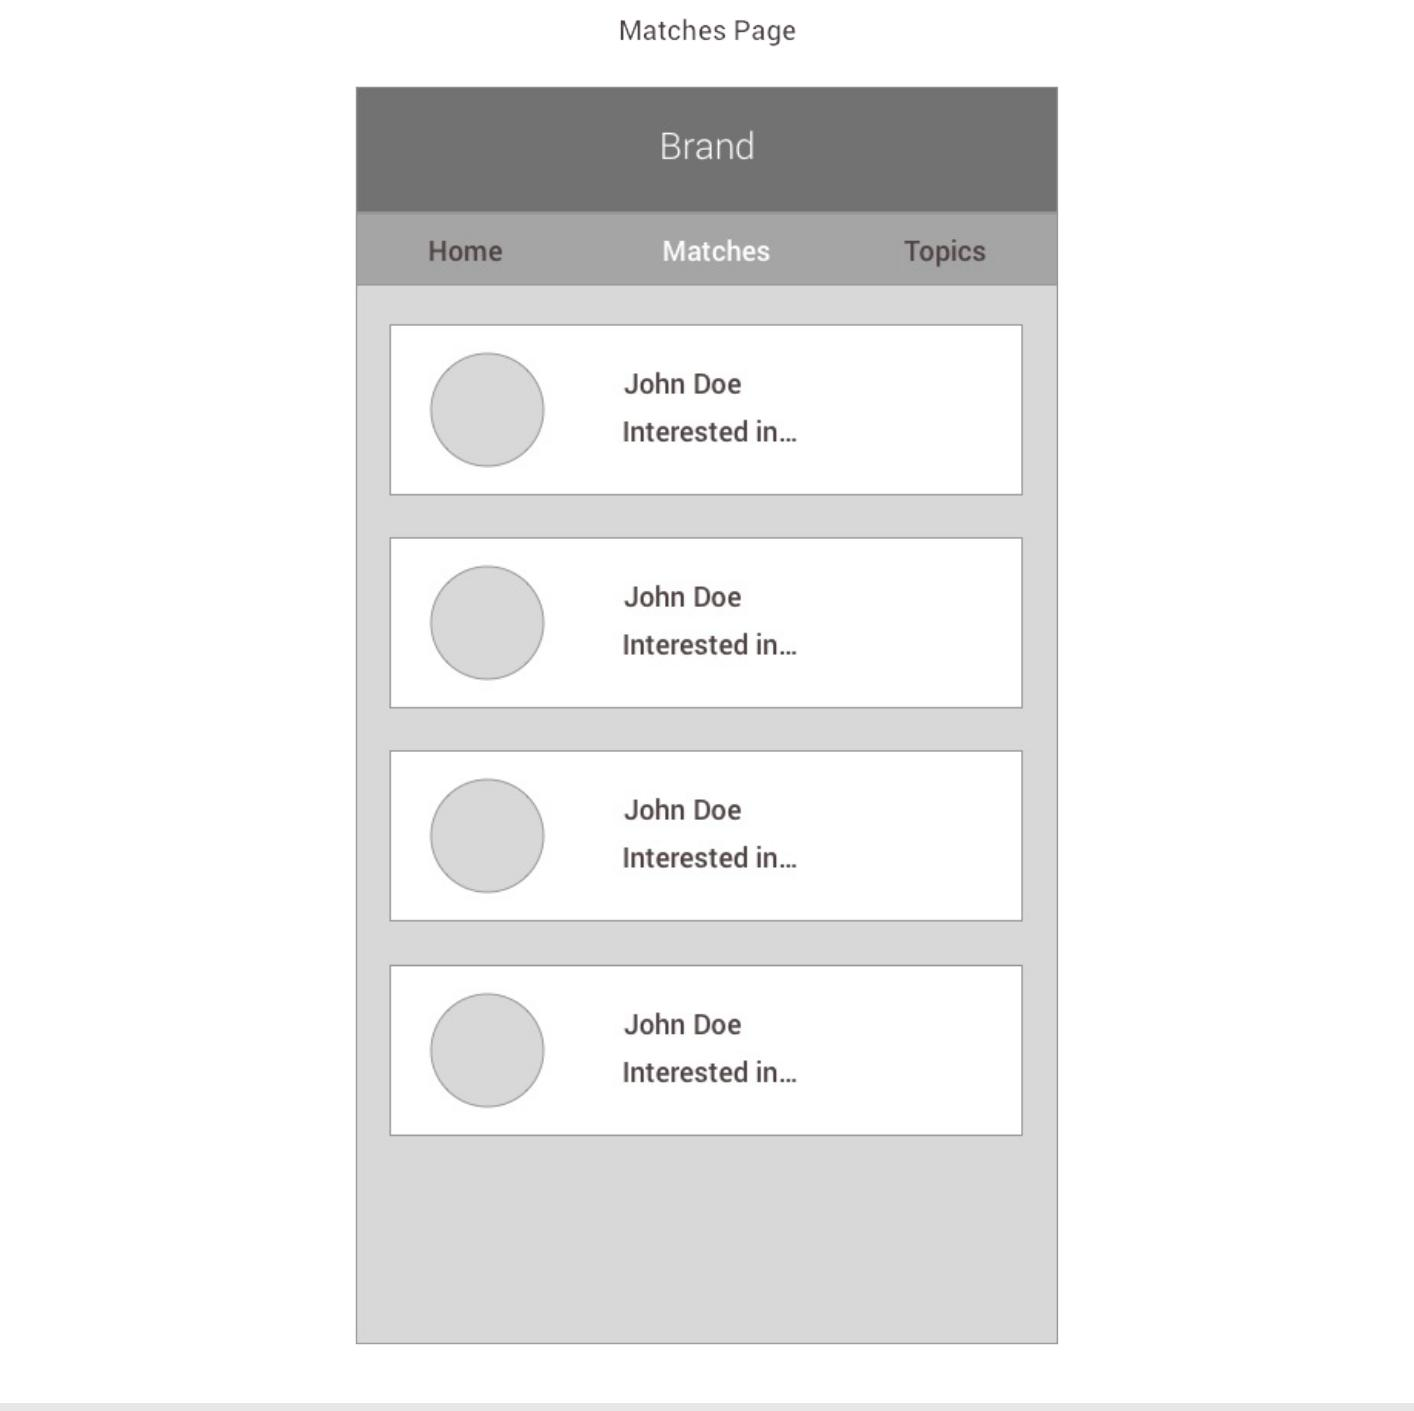 Matches Page
Brand
Home Matches Topics
John Doe
Interested in...
John Doe
Interested in...
John Doe
Interested in...
John Doe
Interested in...